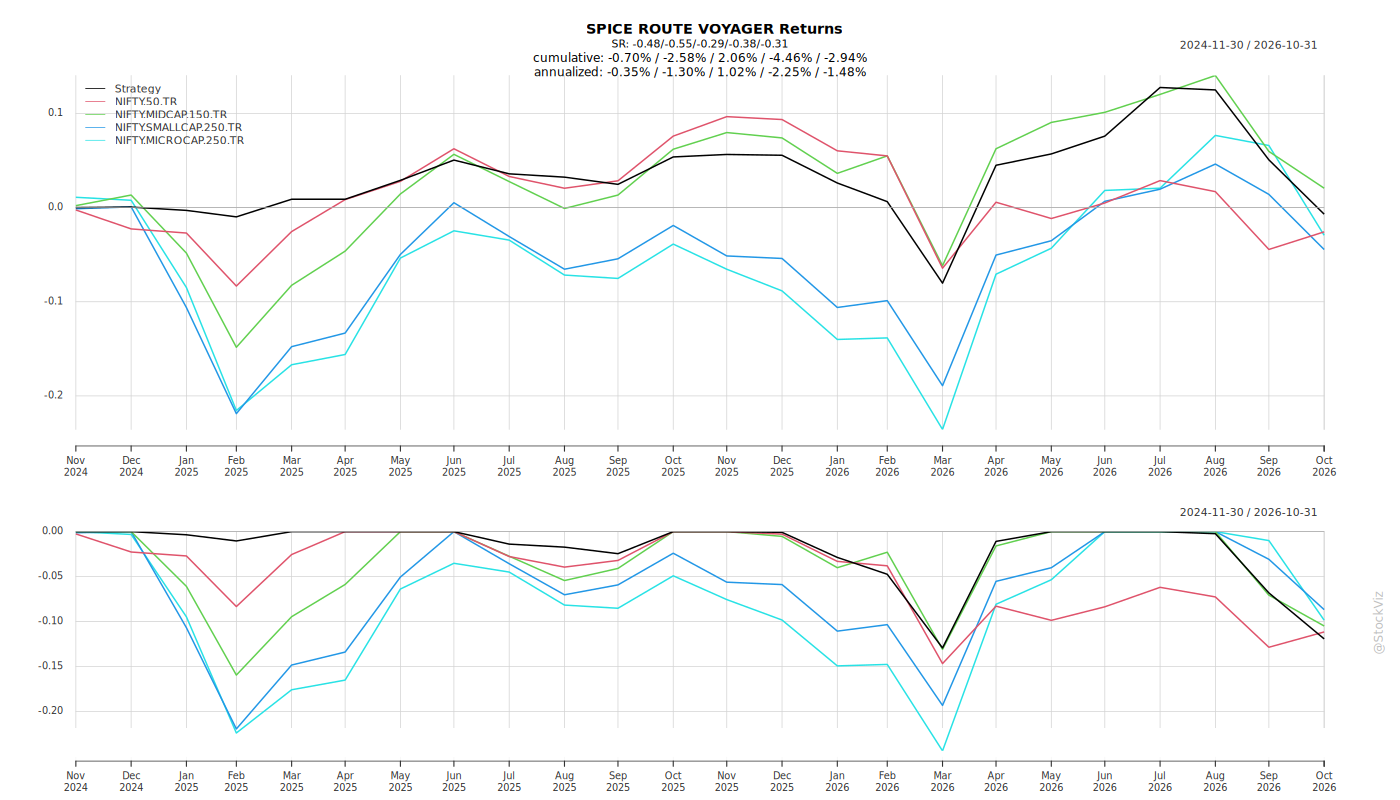 SPICE ROUTE VOYAGER Returns
SR: -0.48/-0.55/-0.29/-0.38/-0.31
cumulative: -0.70% / -2.58% / 2.06% / -4.46% / -2.94%
annualized: -0.35% / -1.30% / 1.02% / -2.25% / -1.48%
2024-11-30 / 2026-10-31
Strategy
NIFTY.50.TR
NIFTY.MIDCAP.150.TR
NIFTY.SMALLCAP.250.TR
NIFTY.MICROCAP.250.TR
0.1
0.0
-0.1
-0.2
Nov Dec Jan Feb Mar Apr May Jun Jul Aug Sep Oct Nov Dec Jan Feb Mar Apr May Jun Jul Aug Sep Oct
2024 2024 2025 2025 2025 2025 2025 2025 2025 2025 2025 2025 2025 2025 2026 2026 2026 2026 2026 2026 2026 2026 2026 2026
2024-11-30 / 2026-10-31
0.00
-0.05
-0.10
-0.15
-0.20
Nov Dec Jan Feb Mar Apr May Jun Jul Aug Sep Oct Nov Dec Jan Feb Mar Apr May Jun Jul Aug Sep Oct
2024 2024 2025 2025 2025 2025 2025 2025 2025 2025 2025 2025 2025 2025 2026 2026 2026 2026 2026 2026 2026 2026 2026 2026
@StockViz